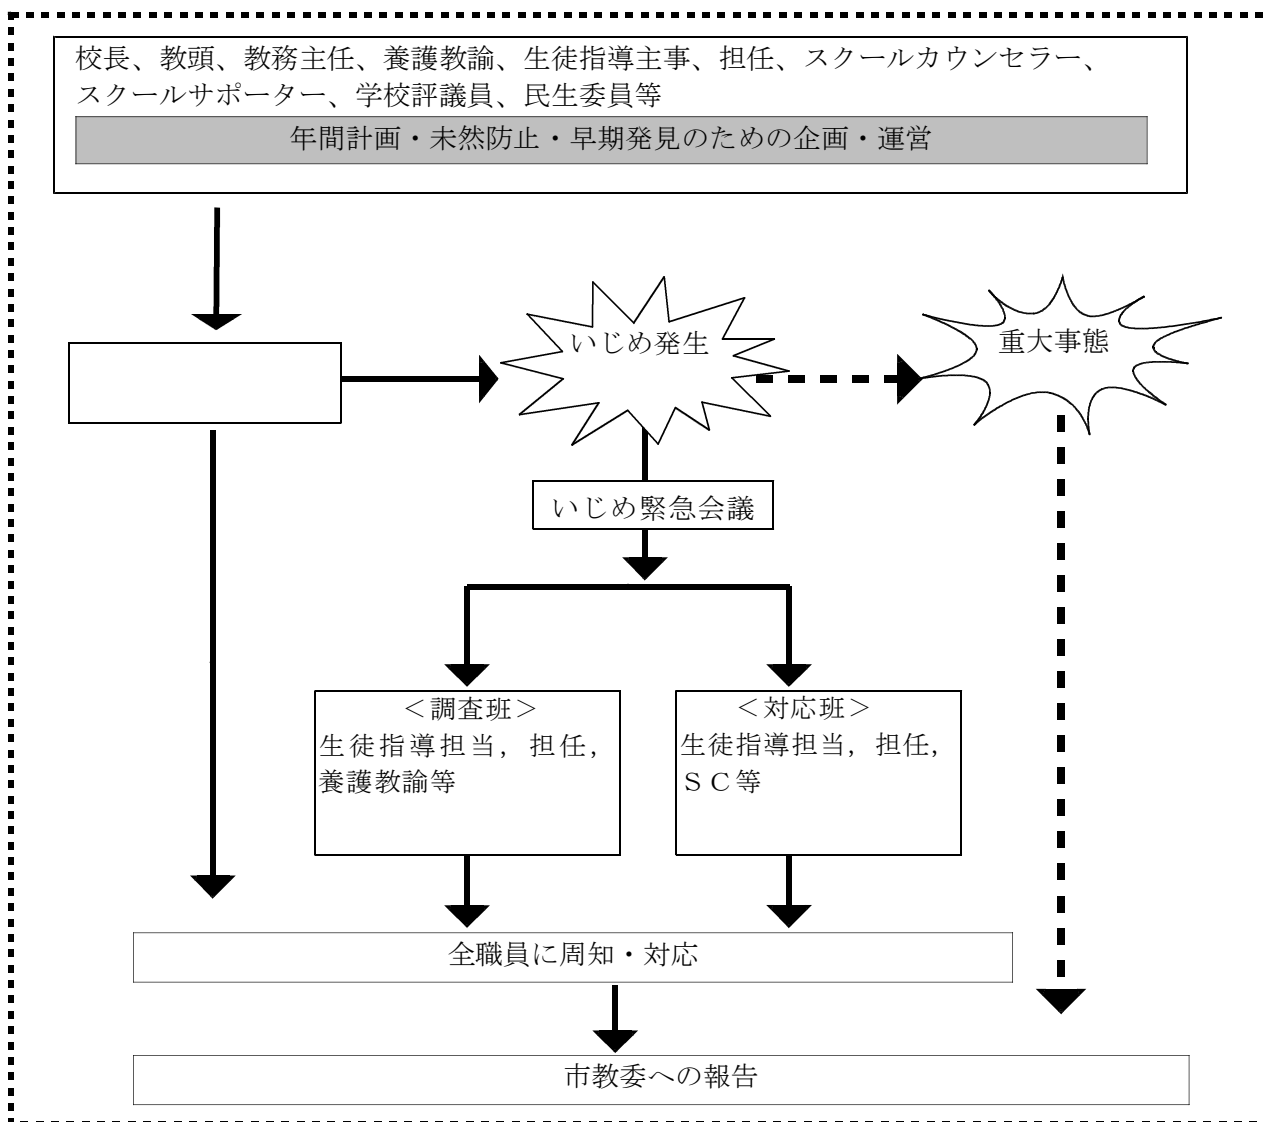 校長、教頭、教務主任、養護教諭、生徒指導主事、担任、スクールカウンセラー、
スクールサポーター、学校評議員、民生委員等
年間計画・未然防止・早期発見のための企画・運営
いじめ発生
重大事態
いじめ緊急会議
＜調査班＞
生徒指導担当，担任，
養護教諭等
＜対応班＞
生徒指導担当，担任，
ＳＣ等
全職員に周知・対応
市教委への報告